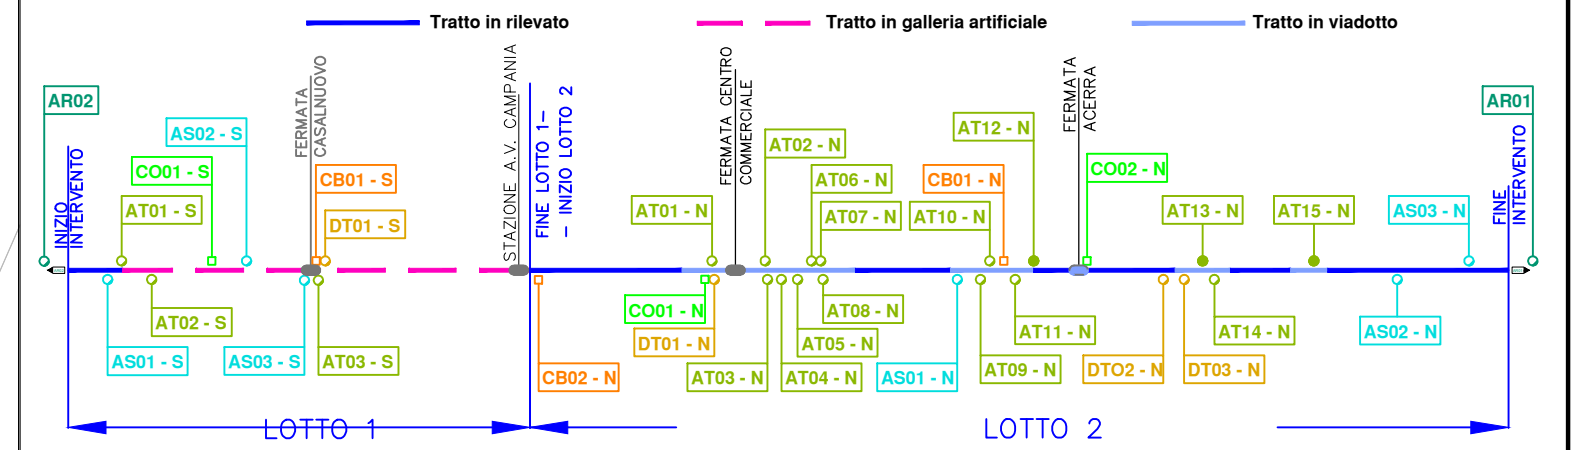 Tratto in rilevato
Tratto in galleria artificiale
Tratto in viadotto
AR02
INIZIO
INTERVENTO
AS02 - S
CO01 - S
AT01 - S
FERMATA
CASALNUOVO
CB01 - S
DT01 - S
STAZIONE A.V. CAMPANIA
FINE LOTTO 1-
- INIZIO LOTTO 2
AT01 - N
FERMATA CENTRO
COMMERCIALE
AT02 - N
AT06 - N
AT07 - N
CB01 - N
AT10 - N
AT12 - N
FERMATA
ACERRA
CO02 - N
AT13 - N
AT15 - N
AS03 - N
AR01
FINE
INTERVENTO
AS01 - S
AT02 - S
AS03 - S
AT03 - S
CB02 - N
CO01 - N
DT01 - N
AT03 - N
AT04 - N
AT05 - N
AT08 - N
AS01 - N
AT09 - N
AT11 - N
DTO2 - N
DT03 - N
AT14 - N
AS02 - N
LOTTO 1
LOTTO 2